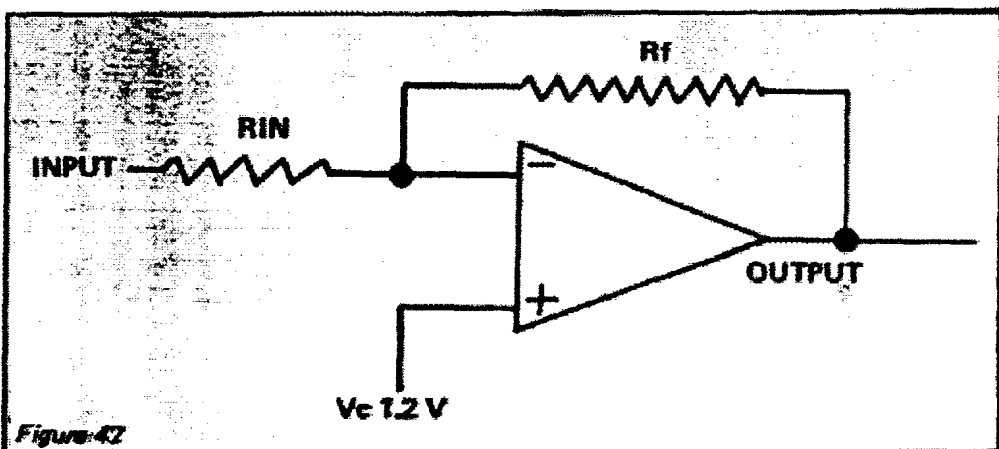 Rf
RIN
INPUT
−
+
OUTPUT
Vc 1.2 V
Figure 42